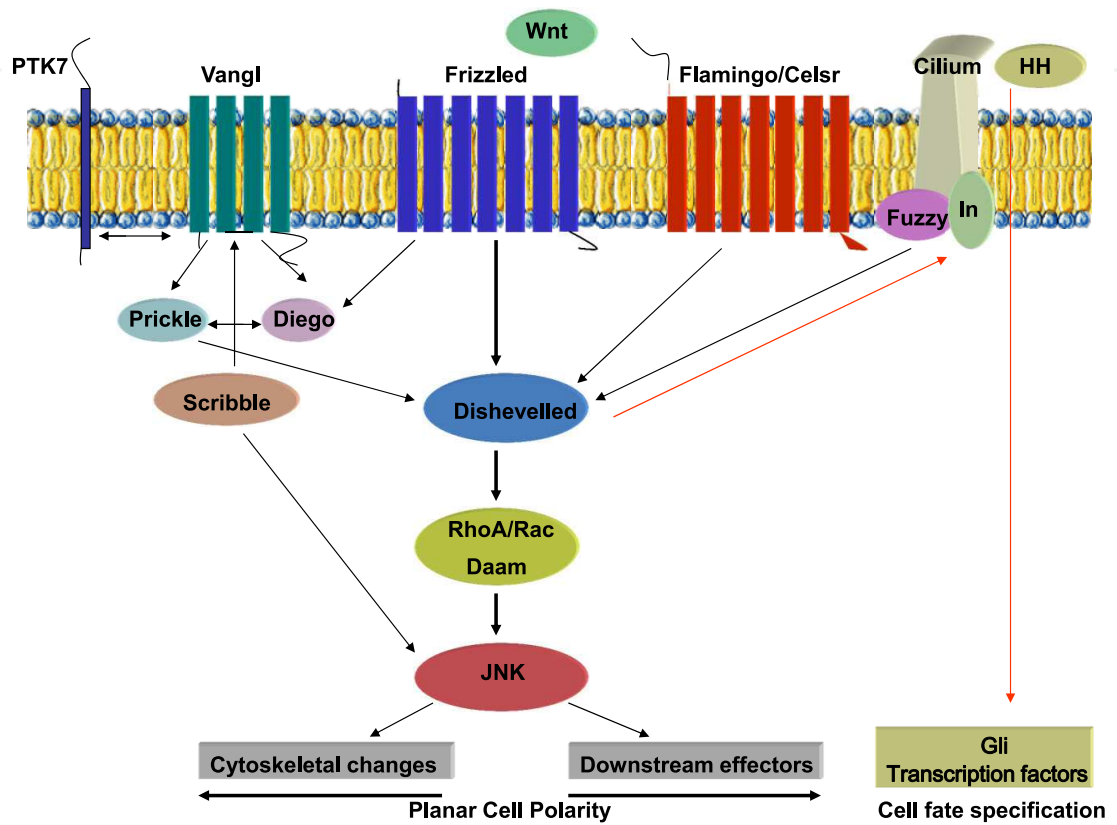 Wnt
PTK7
Vangl
Frizzled
Flamingo/Celsr
Cilium
HH
Fuzzy
In
Prickle
Diego
Scribble
Dishevelled
RhoA/Rac
Daam
JNK
Cytoskeletal changes
Downstream effectors
Gli
Transcription factors
Planar Cell Polarity
Cell fate specification